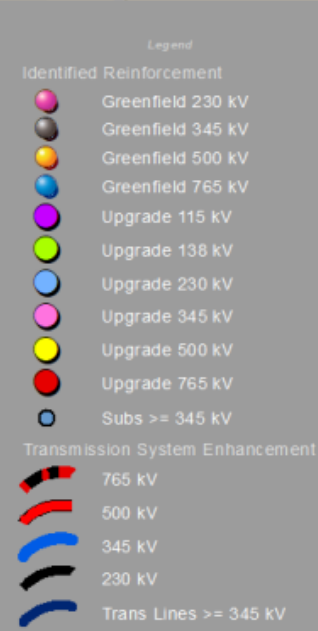 Legend
Identified Reinforcement
Greenfield 230 kV
Greenfield 345 kV
Greenfield 500 kV
Greenfield 765 kV
Upgrade 115 kV
Upgrade 138 kV
Upgrade 230 kV
Upgrade 345 kV
Upgrade 500 kV
Upgrade 765 kV
Subs >= 345 kV
Transmission System Enhancement
765 kV
500 kV
345 kV
230 kV
Trans Lines >= 345 kV